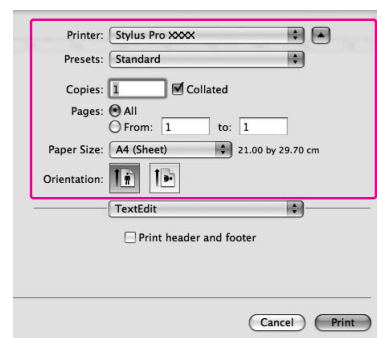 Printer: Stylus Pro XXXX
Presets: Standard
Copies: 1 Collated
Pages: All
From: 1 to: 1
Paper Size: A4 (Sheet) 21.00 by 29.70 cm
Orientation:
TextEdit
Print header and footer
Cancel Print